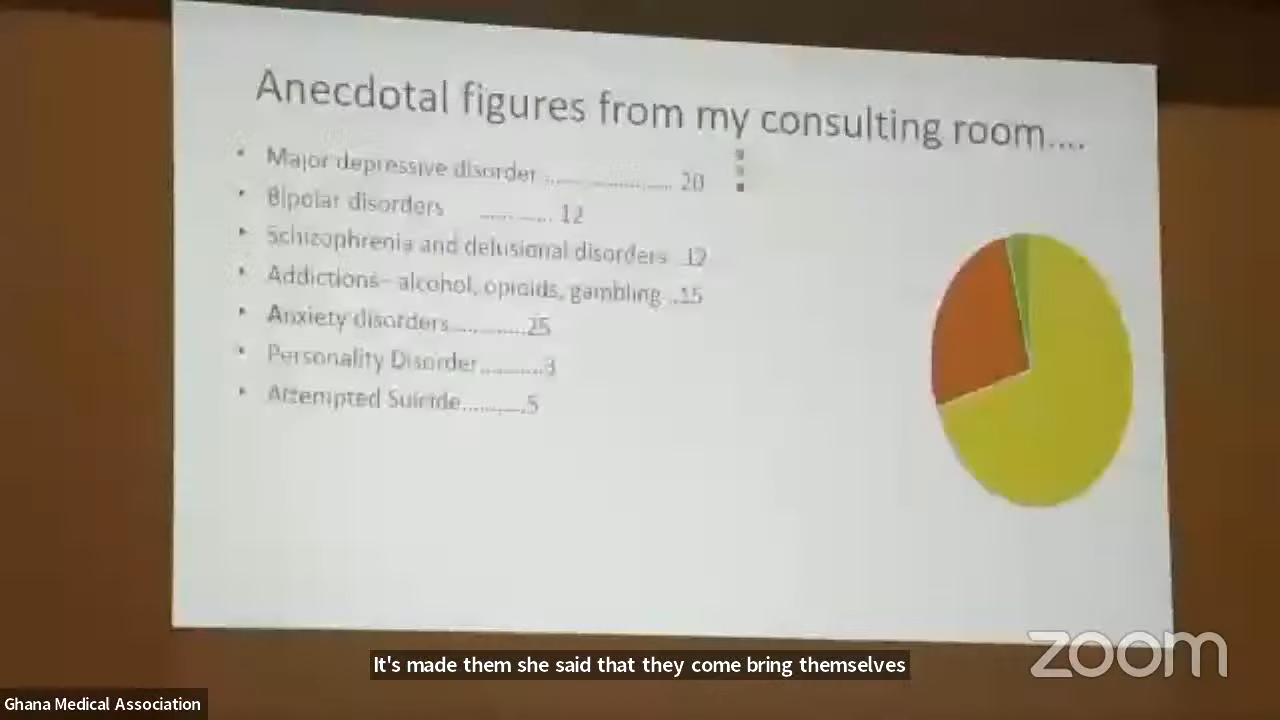 Anecdotal figures from my consulting room....
• Major depressive disorder ...................... 20
• Bipolar disorders ............ 12
• Schizophrenia and delusional disorders 12
• Addictions– alcohol, opioids, gambling ..15
• Anxiety disorders.............25
• Personality Disorder...........3
• Attempted Suicide...........5
It's made them she said that they come bring themselves
zoom
Ghana Medical Association